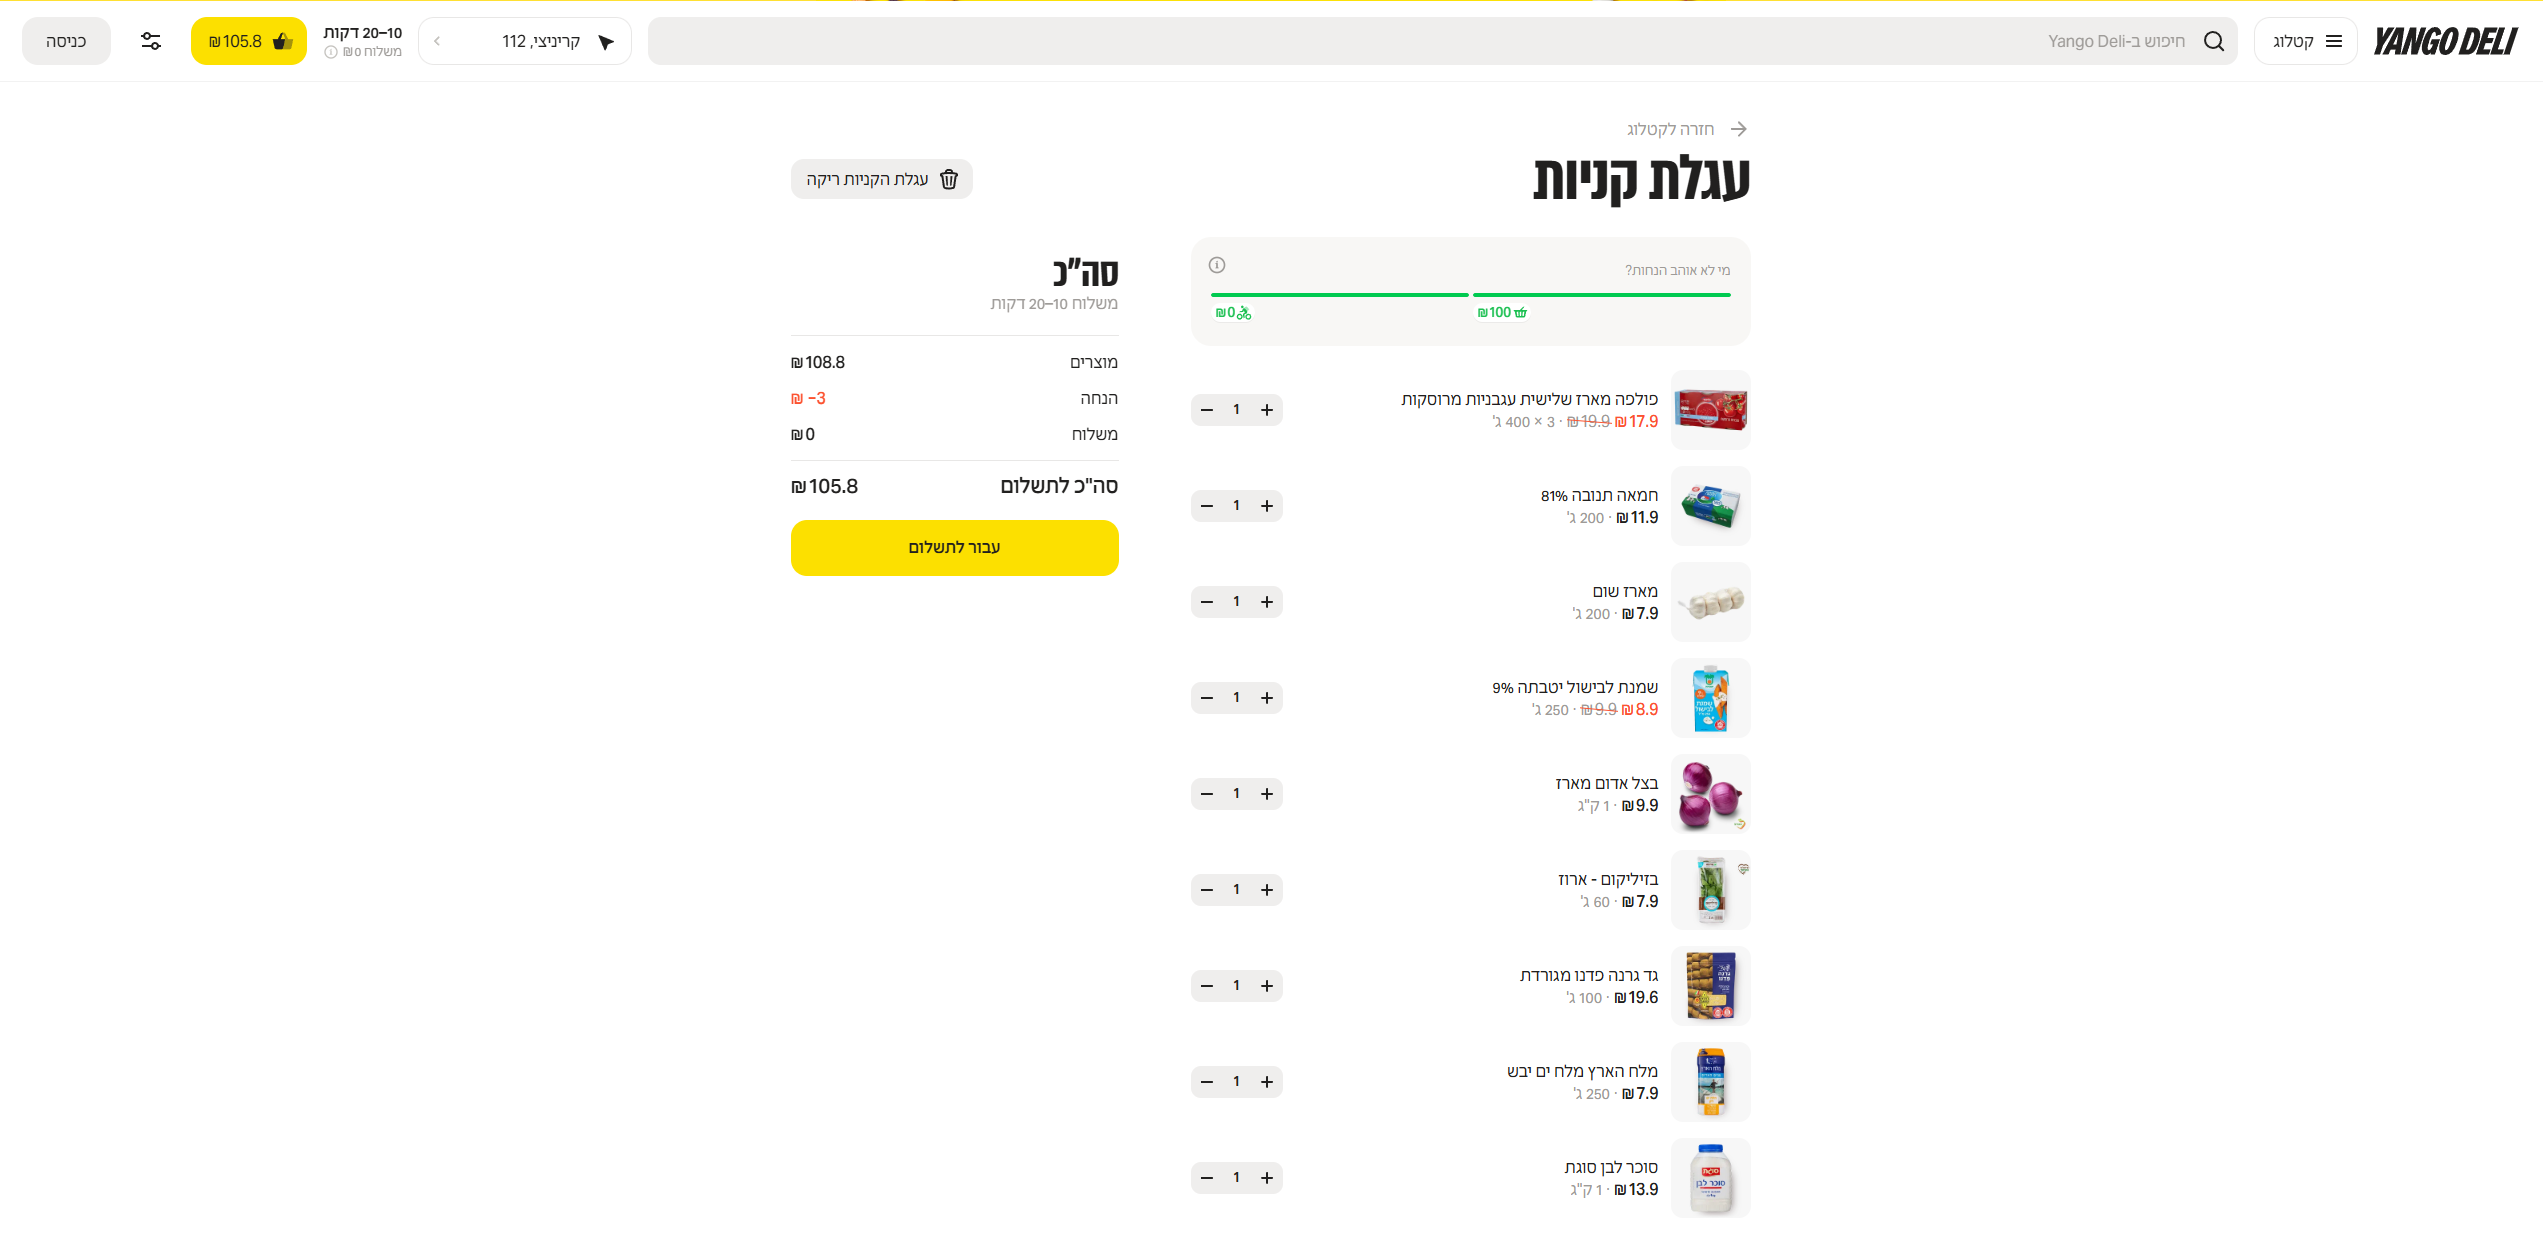 YANGO DELI
קטלוג
חיפוש ב-Yango Deli
קריניצי, 112
10–20 דקות
משלוח 0₪
105.8₪
כניסה
חזרה לקטלוג
עגלת קניות
עגלת הקניות ריקה
מי לא אוהב הנחות?
100₪
0₪
פולפה מארז שלישית עגבניות מרוסקות
17.9₪ 19.9₪ · 3 × 400 ג'
1
חמאה תנובה 81%
11.9₪ · 200 ג'
1
מארז שום
7.9₪ · 200 ג'
1
שמנת לבישול יטבתה 9%
8.9₪ 9.9₪ · 250 ג'
1
בצל אדום מארז
9.9₪ · 1 ק"ג
1
בזיליקום - ארוז
7.9₪ · 60 ג'
1
גד גרנה פדנו מגורדת
19.6₪ · 100 ג'
1
מלח הארץ מלח ים יבש
7.9₪ · 250 ג'
1
סוכר לבן סוגת
13.9₪ · 1 ק"ג
1
סה"כ
משלוח 10–20 דקות
מוצרים 108.8₪
הנחה 3− ₪
משלוח 0₪
סה"כ לתשלום 105.8₪
עבור לתשלום